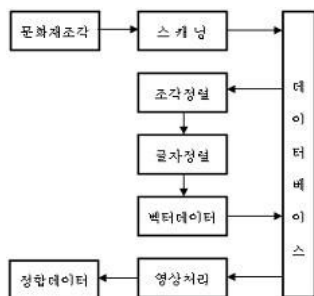 문화재조각
스캐닝
조각정렬
글자정렬
벡터데이터
영상처리
정합데이터
데이터베이스